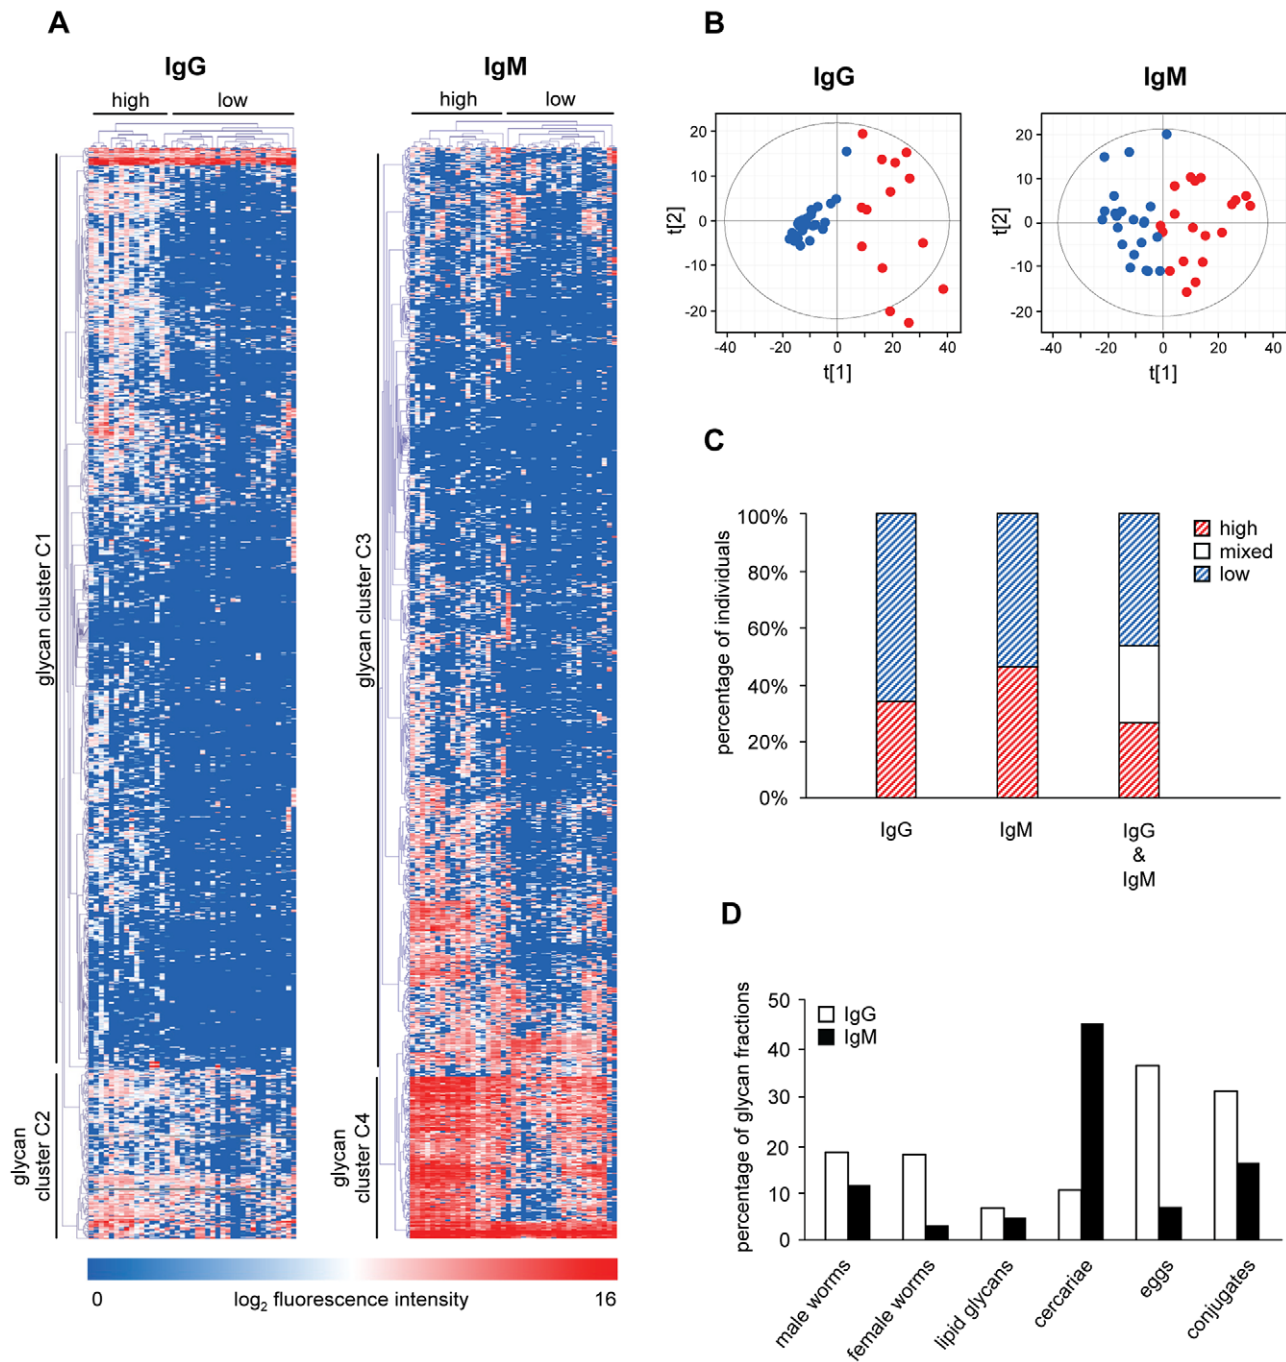 A
IgG
high low
IgM
high low
glycan cluster C1
glycan
cluster C2
glycan cluster C3
glycan
cluster C4
0 log2 fluorescence intensity 16
B
IgG
20
10
0
-10
-20
t[2]
-40 -20 0 20 40
t[1]
IgM
20
10
0
-10
-20
t[2]
-40 -20 0 20 40
t[1]
C
percentage of individuals
100%
80%
60%
40%
20%
0%
high
mixed
low
IgG
IgM
IgG
&
IgM
D
percentage of glycan fractions
50
40
30
20
10
0
IgG
IgM
male worms
female worms
lipid glycans
cercariae
eggs
conjugates